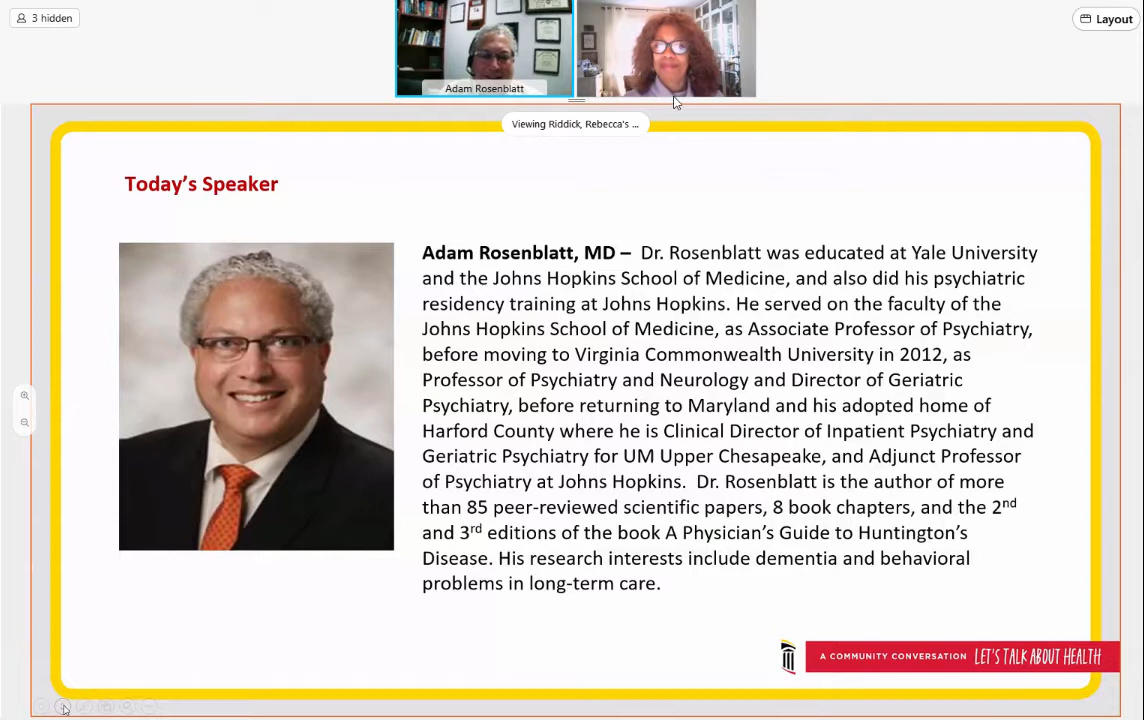 3 hidden
Layout
Adam Rosenblatt
Viewing Riddick, Rebecca's ...
Today's Speaker
Adam Rosenblatt, MD – Dr. Rosenblatt was educated at Yale University
and the Johns Hopkins School of Medicine, and also did his psychiatric
residency training at Johns Hopkins. He served on the faculty of the
Johns Hopkins School of Medicine, as Associate Professor of Psychiatry,
before moving to Virginia Commonwealth University in 2012, as
Professor of Psychiatry and Neurology and Director of Geriatric
Psychiatry, before returning to Maryland and his adopted home of
Harford County where he is Clinical Director of Inpatient Psychiatry and
Geriatric Psychiatry for UM Upper Chesapeake, and Adjunct Professor
of Psychiatry at Johns Hopkins. Dr. Rosenblatt is the author of more
than 85 peer-reviewed scientific papers, 8 book chapters, and the 2nd
and 3rd editions of the book A Physician's Guide to Huntington's
Disease. His research interests include dementia and behavioral
problems in long-term care.
A COMMUNITY CONVERSATION LET'S TALK ABOUT HEALTH